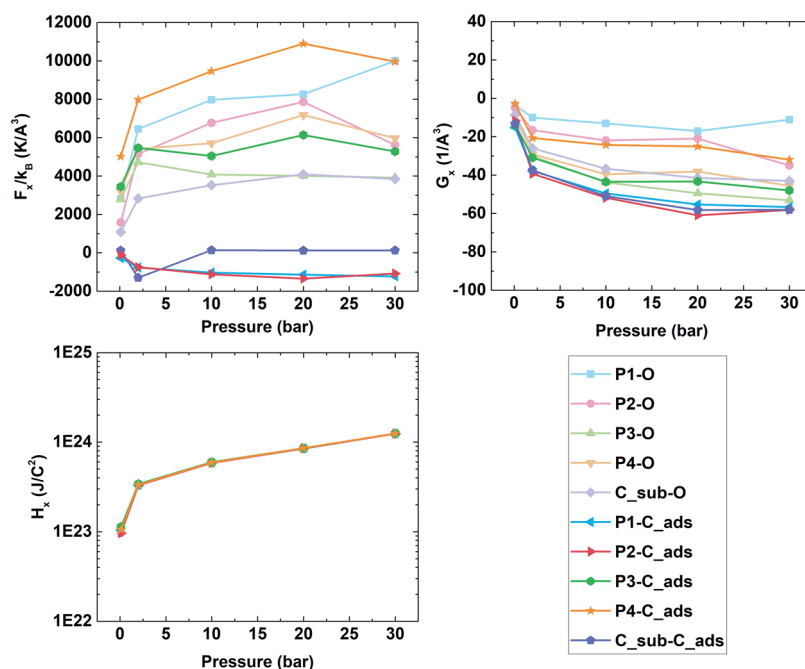 12000
10000
8000
6000
4000
2000
0
-2000
F_x/k_B (K/A³)
0 5 10 15 20 25 30
Pressure (bar)
40
20
0
-20
-40
-60
-80
-100
G_x (1/A³)
0 5 10 15 20 25 30
Pressure (bar)
1E25
1E24
1E23
1E22
H_x (J/C²)
0 5 10 15 20 25 30
Pressure (bar)
P1-O
P2-O
P3-O
P4-O
C_sub-O
P1-C_ads
P2-C_ads
P3-C_ads
P4-C_ads
C_sub-C_ads